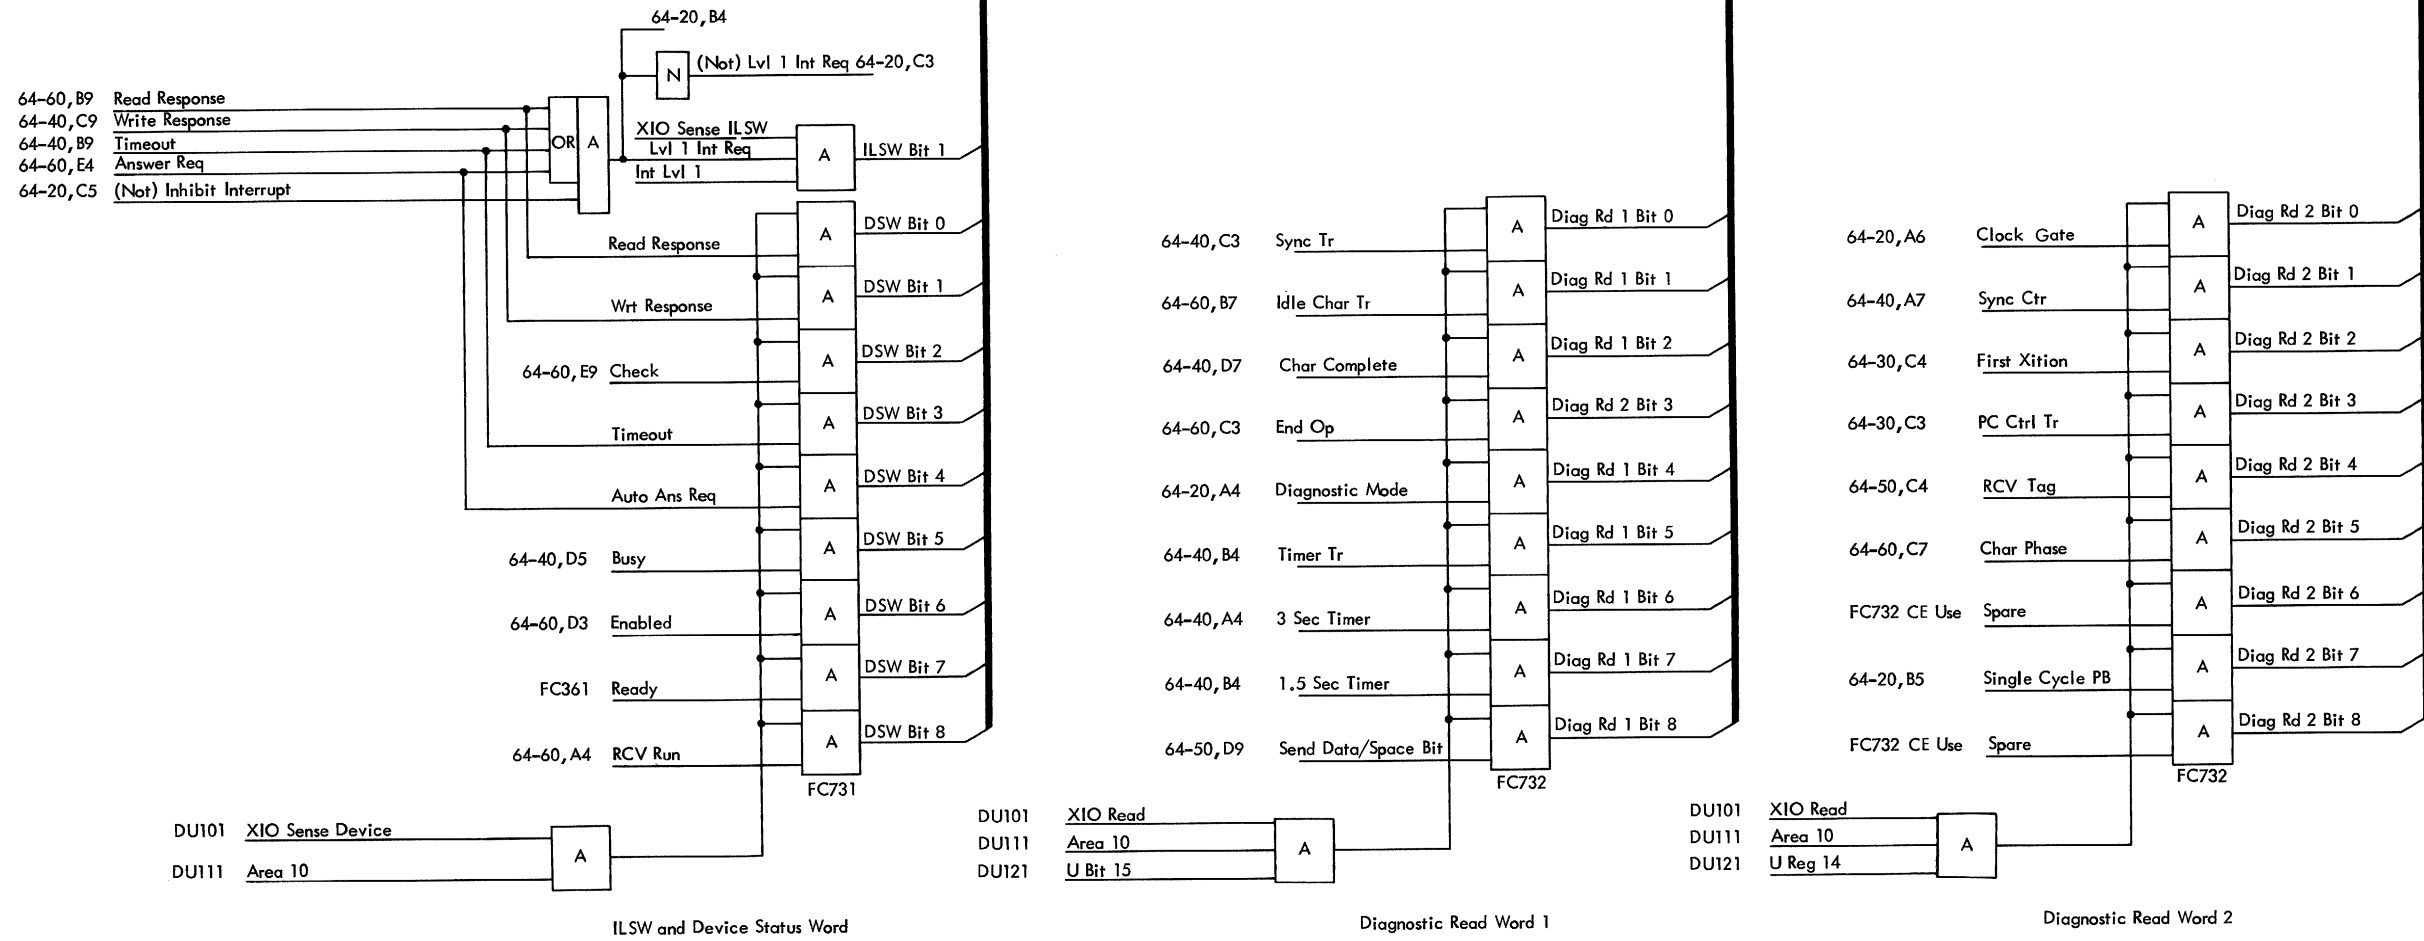 64-20,B4
N (Not) Lvl 1 Int Req 64-20,C3
64-60,B9 Read Response
64-40,C9 Write Response
64-40,B9 Timeout
64-60,E4 Answer Req
64-20,C5 (Not) Inhibit Interrupt
OR A
XIO Sense ILSW
Lvl 1 Int Req
Int Lvl 1
A ILSW Bit 1
Read Response A DSW Bit 0
Wrt Response A DSW Bit 1
64-60,E9 Check A DSW Bit 2
Timeout A DSW Bit 3
Auto Ans Req A DSW Bit 4
64-40,D5 Busy A DSW Bit 5
64-60,D3 Enabled A DSW Bit 6
FC361 Ready A DSW Bit 7
64-60,A4 RCV Run A DSW Bit 8
FC731
DU101 XIO Sense Device
DU111 Area 10
A
ILSW and Device Status Word
64-40,C3 Sync Tr A Diag Rd 1 Bit 0
64-60,B7 Idle Char Tr A Diag Rd 1 Bit 1
64-40,D7 Char Complete A Diag Rd 1 Bit 2
64-60,C3 End Op A Diag Rd 2 Bit 3
64-20,A4 Diagnostic Mode A Diag Rd 1 Bit 4
64-40,B4 Timer Tr A Diag Rd 1 Bit 5
64-40,A4 3 Sec Timer A Diag Rd 1 Bit 6
64-40,B4 1.5 Sec Timer A Diag Rd 1 Bit 7
64-50,D9 Send Data/Space Bit A Diag Rd 1 Bit 8
FC732
DU101 XIO Read
DU111 Area 10
DU121 U Bit 15
A
Diagnostic Read Word 1
64-20,A6 Clock Gate A Diag Rd 2 Bit 0
64-40,A7 Sync Ctr A Diag Rd 2 Bit 1
64-30,C4 First Xition A Diag Rd 2 Bit 2
64-30,C3 PC Ctrl Tr A Diag Rd 2 Bit 3
64-50,C4 RCV Tag A Diag Rd 2 Bit 4
64-60,C7 Char Phase A Diag Rd 2 Bit 5
FC732 CE Use Spare A Diag Rd 2 Bit 6
64-20,B5 Single Cycle PB A Diag Rd 2 Bit 7
FC732 CE Use Spare A Diag Rd 2 Bit 8
FC732
DU101 XIO Read
DU111 Area 10
DU121 U Reg 14
A
Diagnostic Read Word 2